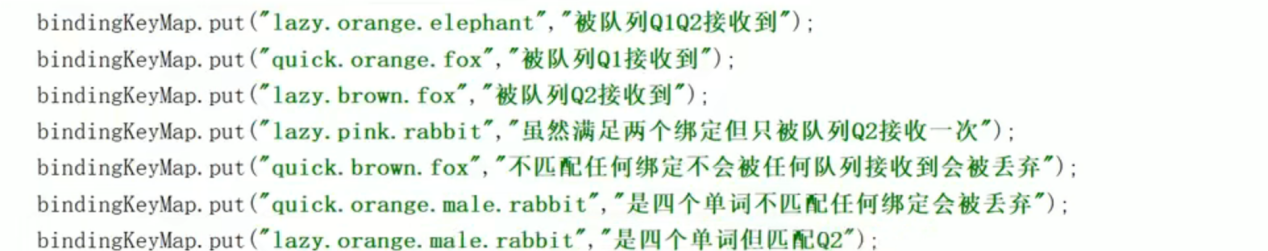 bindingKeyMap.put("lazy.orange.elephant","被队列Q1Q2接收到");
bindingKeyMap.put("quick.orange.fox","被队列Q1接收到");
bindingKeyMap.put("lazy.brown.fox","被队列Q2接收到");
bindingKeyMap.put("lazy.pink.rabbit","虽然满足两个绑定但只被队列Q2接收一次");
bindingKeyMap.put("quick.brown.fox","不匹配任何绑定不会被任何队列接收到会被丢弃");
bindingKeyMap.put("quick.orange.male.rabbit","是四个单词不匹配任何绑定会被丢弃");
bindingKeyMap.put("lazy.orange.male.rabbit","是四个单词但匹配Q2");